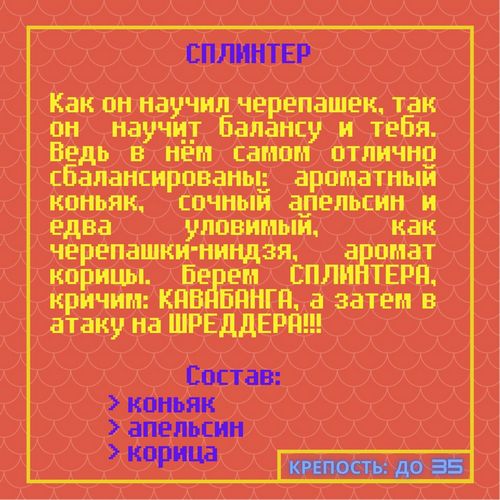 СПЛИНТЕР
Как он научил черепашек, так
он научит балансу и тебя.
Ведь в нём самом отлично
сбалансированы: ароматный
коньяк, сочный апельсин и
едва уловимый, как
черепашки-ниндзя, аромат
корицы. Берем СПЛИНТЕРА,
кричим: КАВАБАНГА, а затем в
атаку на ШРЕДДЕРА!!!
Состав:
> коньяк
> апельсин
> корица
КРЕПОСТЬ: ДО 35